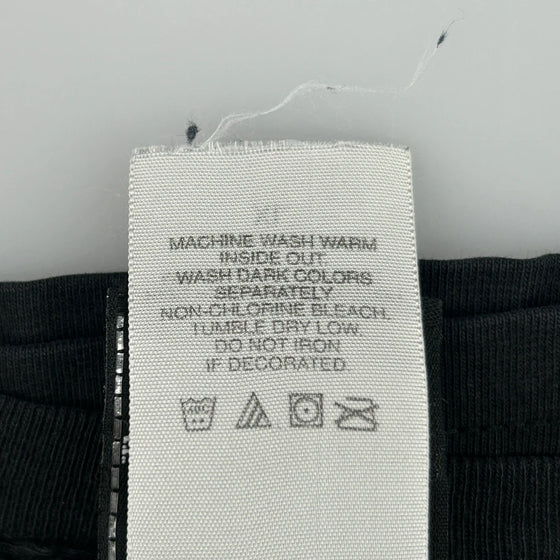 MACHINE WASH WARM
INSIDE OUT.
WASH DARK COLORS
SEPARATELY
NON-CHLORINE BLEACH.
TUMBLE DRY LOW.
DO NOT IRON
IF DECORATED
40C